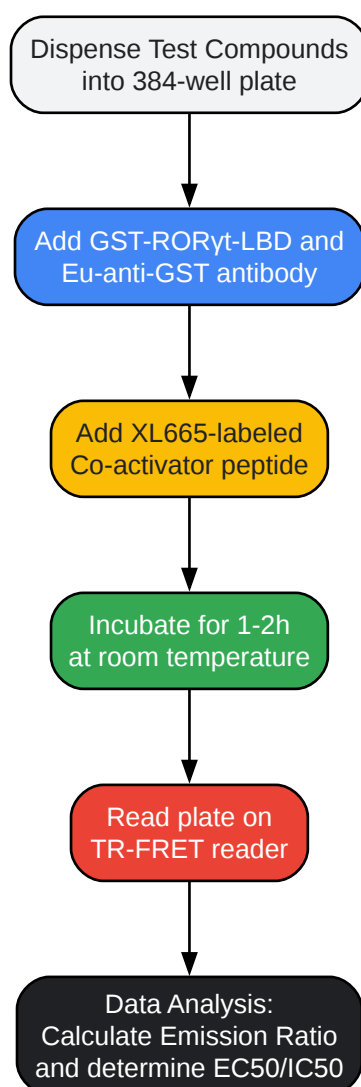 Dispense Test Compounds
into 384-well plate
Add GST-RORγt-LBD and
Eu-anti-GST antibody
Add XL665-labeled
Co-activator peptide
Incubate for 1-2h
at room temperature
Read plate on
TR-FRET reader
Data Analysis:
Calculate Emission Ratio
and determine EC50/IC50